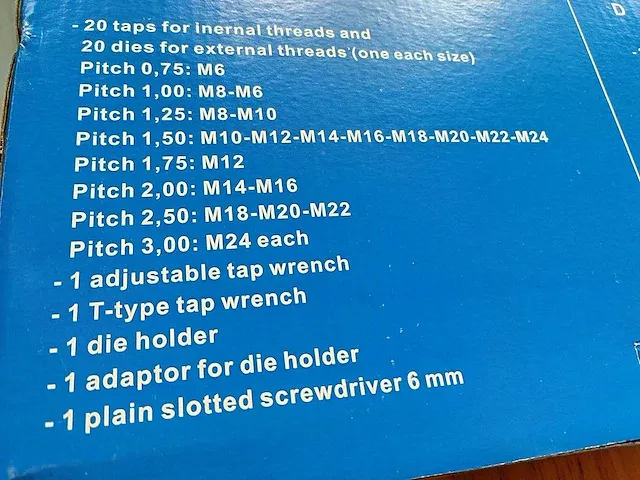 - 20 taps for inernal threads and
20 dies for external threads (one each size)
Pitch 0,75: M6
Pitch 1,00: M8-M6
Pitch 1,25: M8-M10
Pitch 1,50: M10-M12-M14-M16-M18-M20-M22-M24
Pitch 1,75: M12
Pitch 2,00: M14-M16
Pitch 2,50: M18-M20-M22
Pitch 3,00: M24 each
- 1 adjustable tap wrench
- 1 T-type tap wrench
- 1 die holder
- 1 adaptor for die holder
- 1 plain slotted screwdriver 6 mm
D